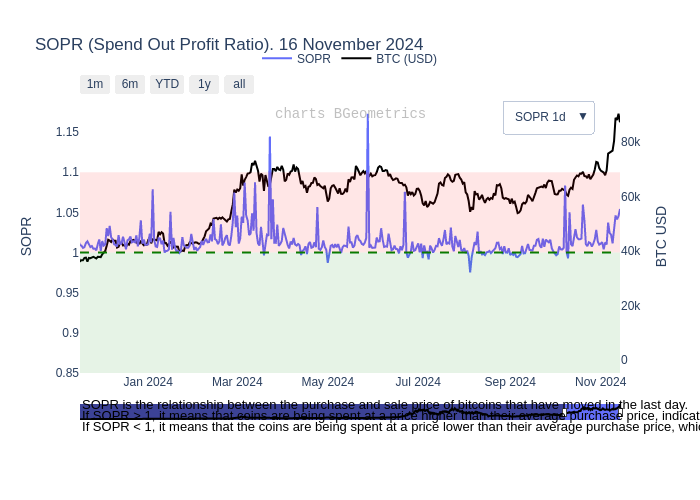 SOPR (Spend Out Profit Ratio). 16 November 2024
SOPR BTC (USD)
1m 6m YTD 1y all
charts BGeometrics
SOPR 1d ▼
1.15
1.1
1.05
1
0.95
0.9
0.85
SOPR
80k
60k
40k
20k
0
BTC USD
Jan 2024 Mar 2024 May 2024 Jul 2024 Sep 2024 Nov 2024
SOPR is the relationship between the purchase and sale price of bitcoins that have moved in the last day.
If SOPR > 1, it means that coins are being spent at a price higher than their average purchase price, indicat
If SOPR < 1, it means that the coins are being spent at a price lower than their average purchase price, whic